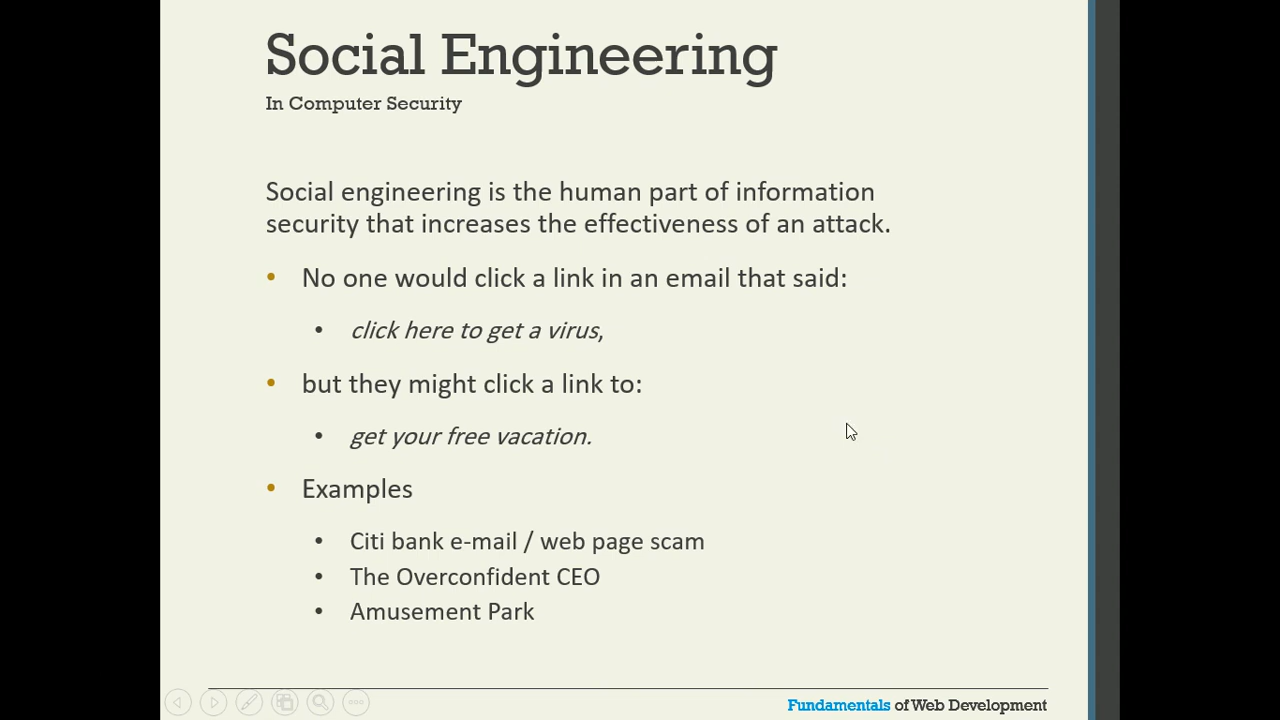 Social Engineering
In Computer Security
Social engineering is the human part of information
security that increases the effectiveness of an attack.
• No one would click a link in an email that said:
• click here to get a virus,
• but they might click a link to:
• get your free vacation.
• Examples
• Citi bank e-mail / web page scam
• The Overconfident CEO
• Amusement Park
Fundamentals of Web Development